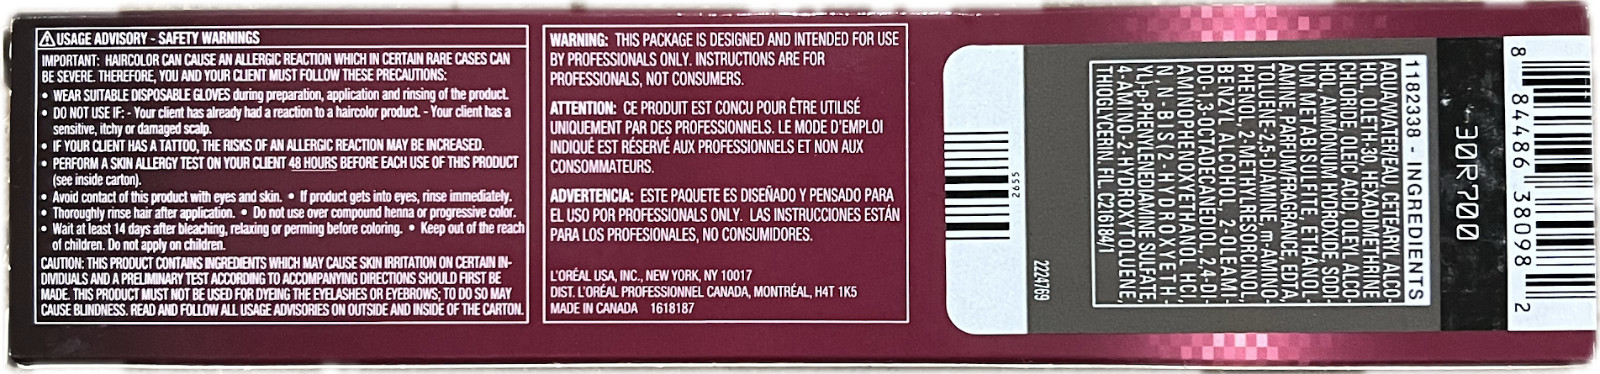 ⚠ USAGE ADVISORY - SAFETY WARNINGS
IMPORTANT: HAIRCOLOR CAN CAUSE AN ALLERGIC REACTION WHICH IN CERTAIN RARE CASES CAN
BE SEVERE. THEREFORE, YOU AND YOUR CLIENT MUST FOLLOW THESE PRECAUTIONS:
• WEAR SUITABLE DISPOSABLE GLOVES during preparation, application and rinsing of the product.
• DO NOT USE IF: - Your client has already had a reaction to a haircolor product. - Your client has a
sensitive, itchy or damaged scalp.
• IF YOUR CLIENT HAS A TATTOO, THE RISKS OF AN ALLERGIC REACTION MAY BE INCREASED.
• PERFORM A SKIN ALLERGY TEST ON YOUR CLIENT 48 HOURS BEFORE EACH USE OF THIS PRODUCT
(see inside carton).
• Avoid contact of this product with eyes and skin. • If product gets into eyes, rinse immediately.
• Thoroughly rinse hair after application. • Do not use over compound henna or progressive color.
• Wait at least 14 days after bleaching, relaxing or perming before coloring. • Keep out of the reach
of children. Do not apply on children.
CAUTION: THIS PRODUCT CONTAINS INGREDIENTS WHICH MAY CAUSE SKIN IRRITATION ON CERTAIN IN-
DIVIDUALS AND A PRELIMINARY TEST ACCORDING TO ACCOMPANYING DIRECTIONS SHOULD FIRST BE
MADE. THIS PRODUCT MUST NOT BE USED FOR DYEING THE EYELASHES OR EYEBROWS; TO DO SO MAY
CAUSE BLINDNESS. READ AND FOLLOW ALL USAGE ADVISORIES ON OUTSIDE AND INSIDE OF THE CARTON.
WARNING: THIS PACKAGE IS DESIGNED AND INTENDED FOR USE
BY PROFESSIONALS ONLY. INSTRUCTIONS ARE FOR
PROFESSIONALS, NOT CONSUMERS.
ATTENTION: CE PRODUIT EST CONCU POUR ÊTRE UTILISÉ
UNIQUEMENT PAR DES PROFESSIONNELS. LE MODE D'EMPLOI
INDIQUÉ EST RÉSERVÉ AUX PROFESSIONNELS ET NON AUX
CONSOMMATEURS.
ADVERTENCIA: ESTE PAQUETE ES DISEÑADO Y PENSADO PARA
EL USO POR PROFESSIONALS ONLY. LAS INSTRUCCIONES ESTÁN
PARA LOS PROFESIONALES, NO CONSUMIDORES.
L'ORÉAL USA, INC., NEW YORK, NY 10017
DIST. L'ORÉAL PROFESSIONNEL CANADA, MONTRÉAL, H4T 1K5
MADE IN CANADA 1618187
22655
2224769
1182338 - INGREDIENTS
AQUA/WATER/EAU, CETEARYL ALCO-
HOL, OLETH-30, HEXADIMETHRINE
CHLORIDE, OLEIC ACID, OLEYL ALCO-
HOL, AMMONIUM HYDROXIDE, SODI-
UM METABISULFITE, ETHANOL-
AMINE, PARFUM/FRAGRANCE, EDTA,
TOLUENE-2,5-DIAMINE, m-AMINO-
PHENOL, 2-METHYLRESORCINOL,
BENZYL ALCOHOL, 2-OLEAMI-
DO-1,3-OCTADECANEDIOL, 2,4-DI-
AMINOPHENOXYETHANOL HCl,
N,N-BIS(2-HYDROXYETH-
YL)-p-PHENYLENEDIAMINE SULFATE,
4-AMINO-2-HYDROXYTOLUENE,
THIOGLYCERIN. FIL. C26184/1
30R700
8 84486 38098 2